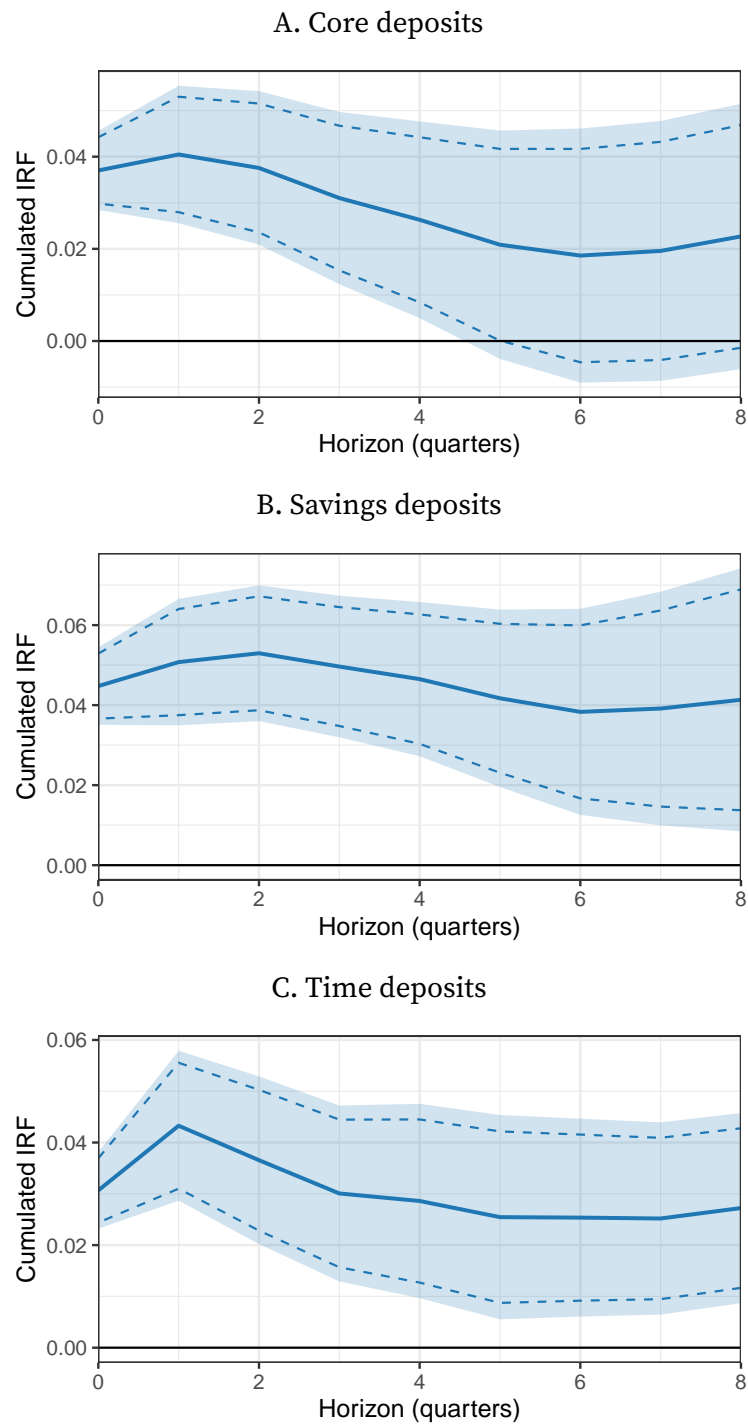 A. Core deposits
Cumulated IRF
0.04
0.02
0.00
0 2 4 6 8
Horizon (quarters)
B. Savings deposits
Cumulated IRF
0.06
0.04
0.02
0.00
0 2 4 6 8
Horizon (quarters)
C. Time deposits
Cumulated IRF
0.06
0.04
0.02
0.00
0 2 4 6 8
Horizon (quarters)